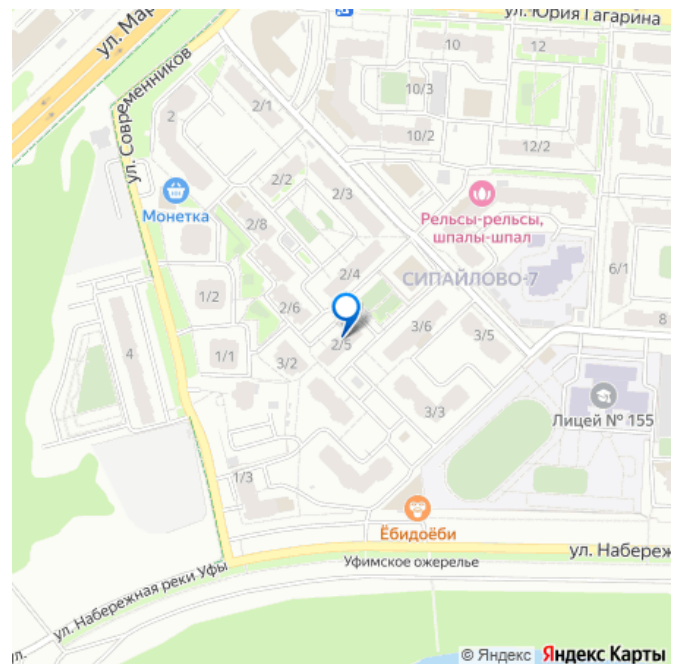 ул. Юрия Гагарина
ул. Мар
10
12
ул. Современников
2/1
10/3
2
10/2
12/2
2/2
2/3
Монетка
2/8
Рельсы-рельсы,
шпалы-шпал
2/4
СИПАЙЛОВО-7
6/1
1/2
2/6
3/6
3/5
8
2/5
4
1/1
3/2
3/3
Лицей № 155
1/3
Ёбидоёби
ул. Набереж
Уфимское ожерелье
ул. Набережная реки Уфы
ул.
© Яндекс Яндекс Карты